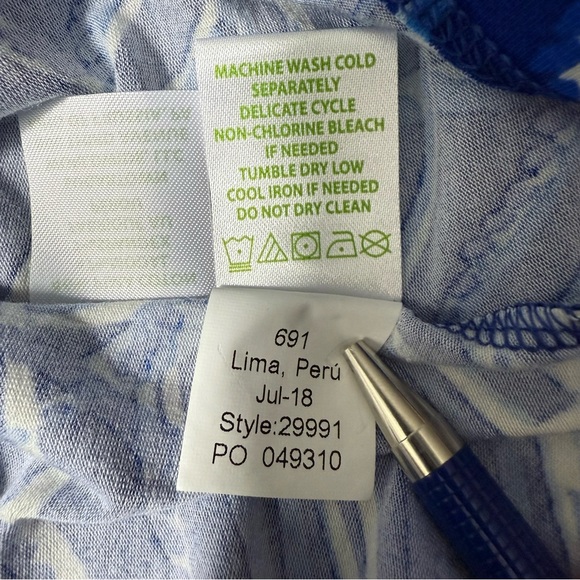 MACHINE WASH COLD
SEPARATELY
DELICATE CYCLE
NON-CHLORINE BLEACH
IF NEEDED
TUMBLE DRY LOW
COOL IRON IF NEEDED
DO NOT DRY CLEAN
691
Lima, Perú
Jul-18
Style:29991
PO 049310